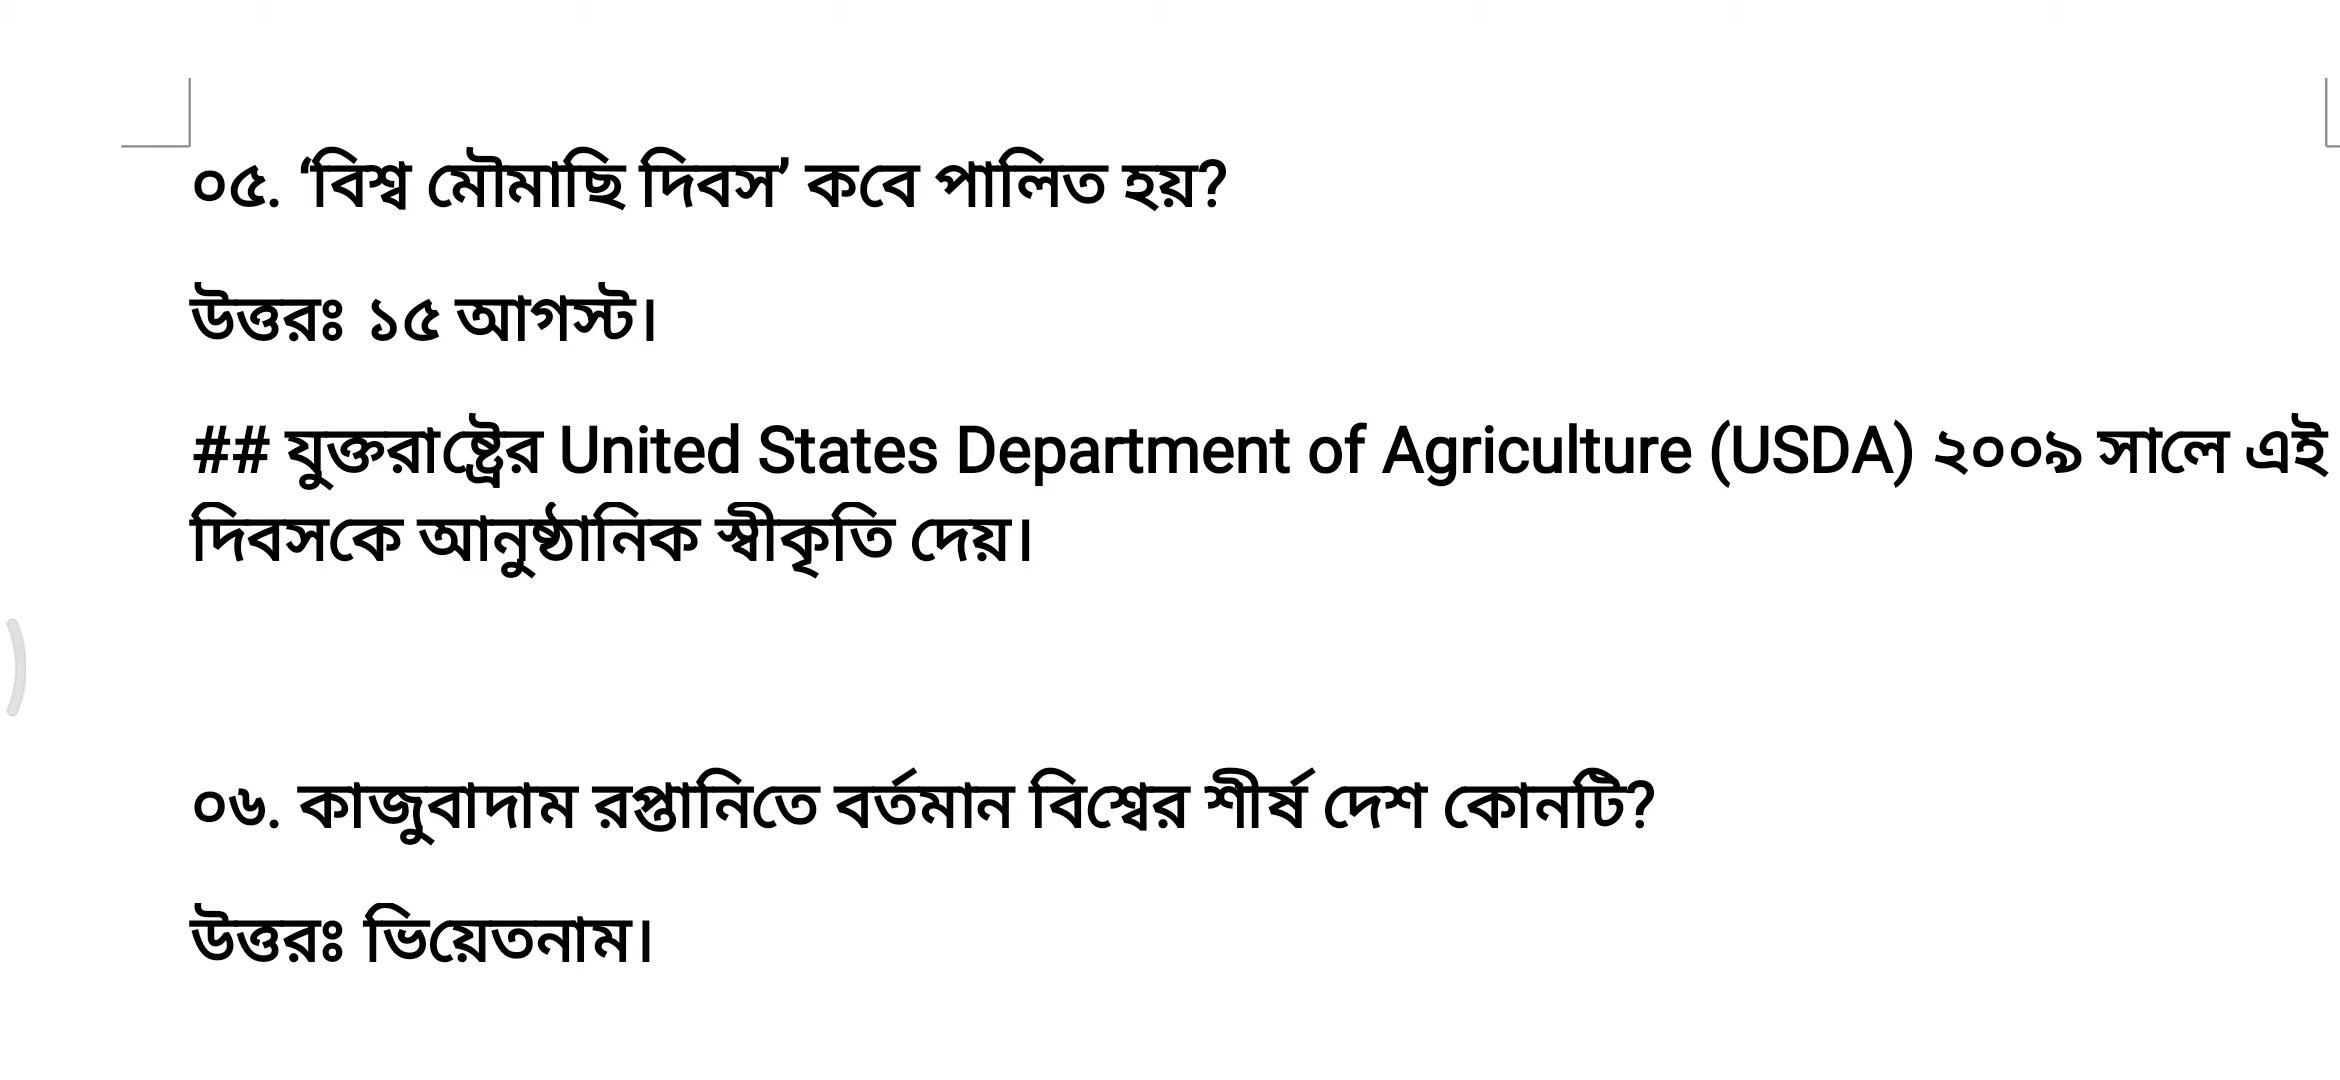 ০৫. ‘বিশ্ব মৌমাছি দিবস’ কবে পালিত হয়?
উত্তরঃ ১৫ আগস্ট।
## যুক্তরাষ্ট্রের United States Department of Agriculture (USDA) ২০০৯ সালে এই
দিবসকে আনুষ্ঠানিক স্বীকৃতি দেয়।
০৬. কাজুবাদাম রপ্তানিতে বর্তমান বিশ্বের শীর্ষ দেশ কোনটি?
উত্তরঃ ভিয়েতনাম।